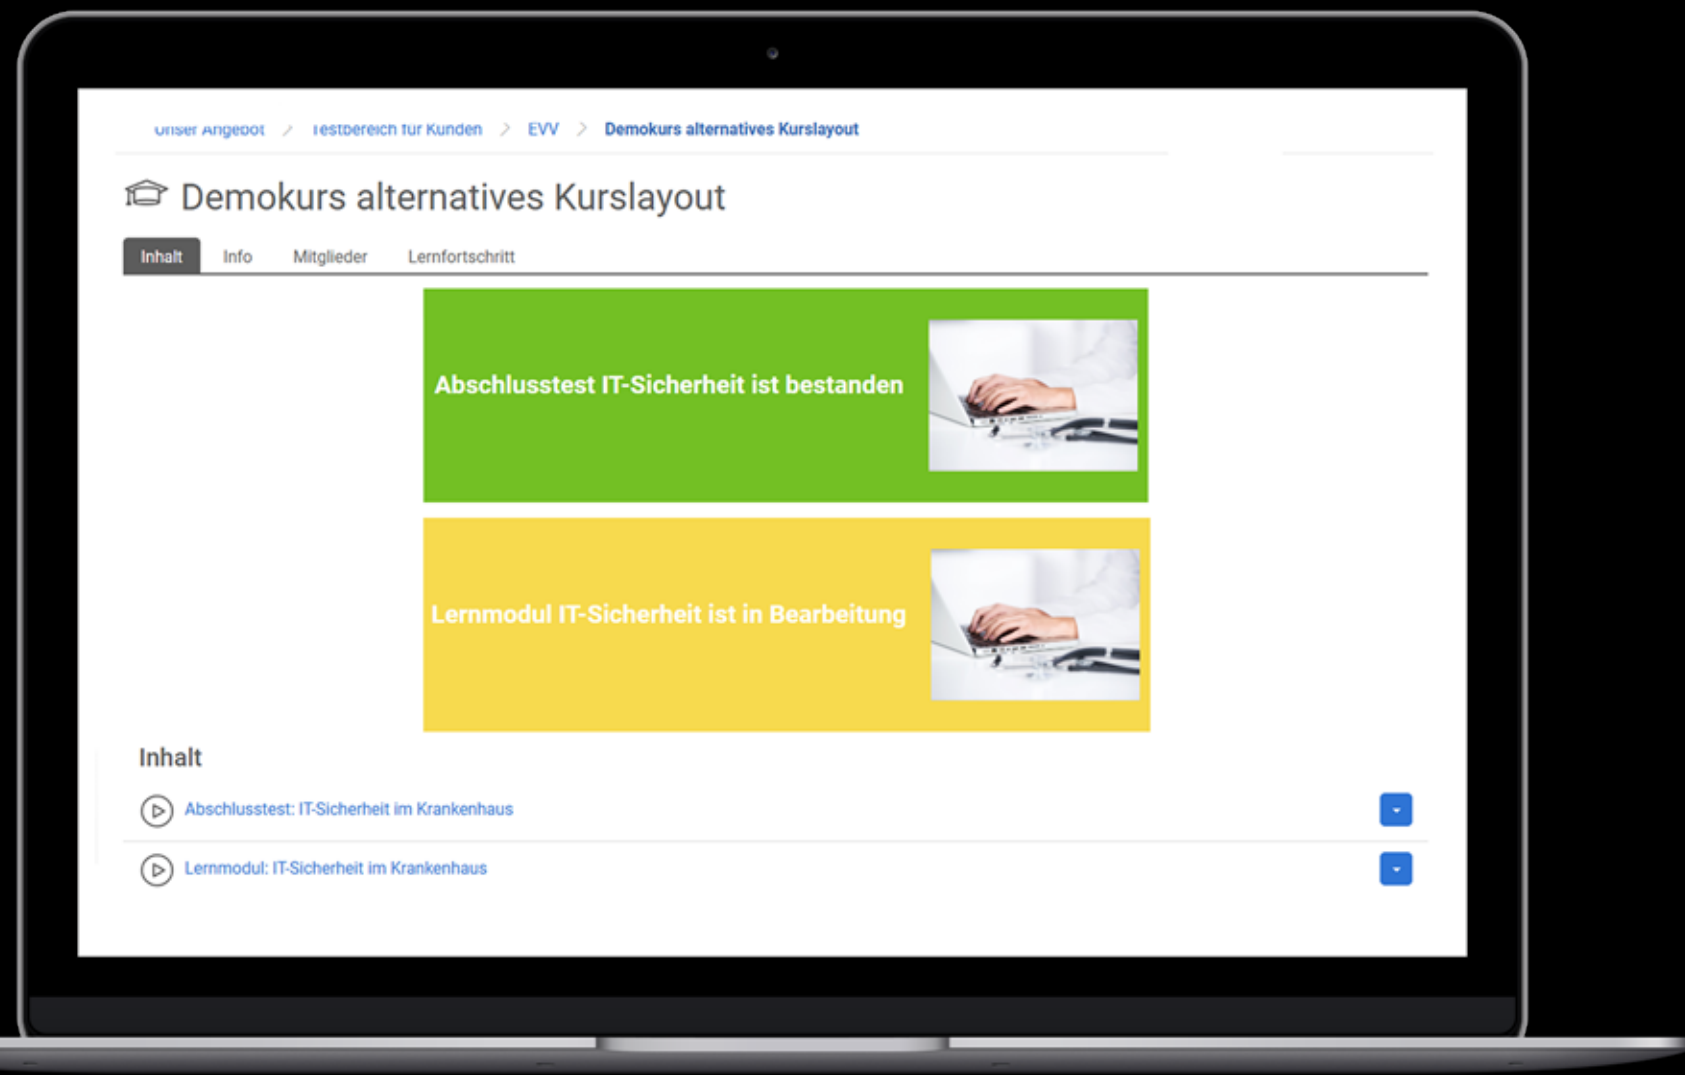 Unser Angebot > Testbereich für Kunden > EVV > Demokurs alternatives Kurslayout
Demokurs alternatives Kurslayout
Inhalt Info Mitglieder Lernfortschritt
Abschlusstest IT-Sicherheit ist bestanden
Lernmodul IT-Sicherheit ist in Bearbeitung
Inhalt
Abschlusstest: IT-Sicherheit im Krankenhaus
Lernmodul: IT-Sicherheit im Krankenhaus